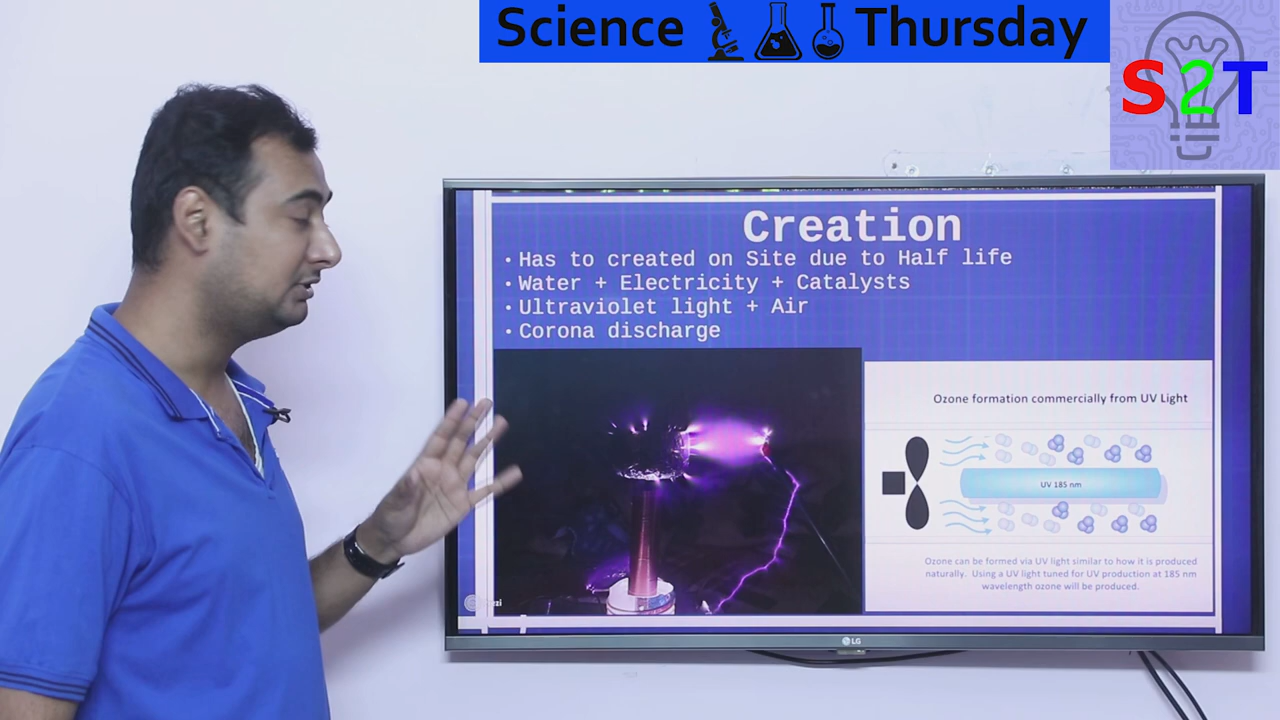 Science Thursday
S2T
Creation
• Has to created on Site due to Half life
• Water + Electricity + Catalysts
• Ultraviolet light + Air
• Corona discharge
Ozone formation commercially from UV Light
UV 185 nm
Ozone can be formed via UV light similar to how it is produced
naturally. Using a UV light tuned for UV production at 185 nm
wavelength ozone will be produced.
LG